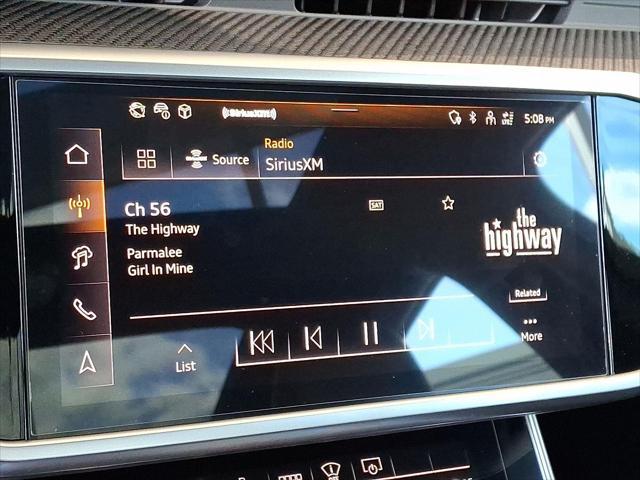 SiriusXM
5:08 PM
Radio
Source
SiriusXM
Ch 56
SAT
The Highway
the highway
Parmalee
Girl In Mine
Related
More
List